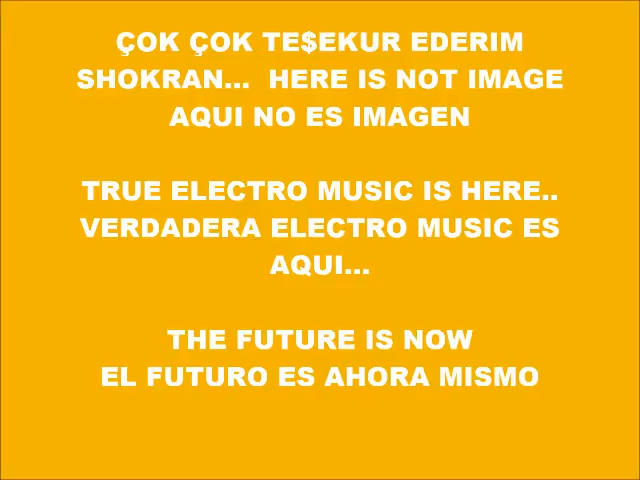 ÇOK ÇOK TE$EKUR EDERIM
SHOKRAN... HERE IS NOT IMAGE
AQUI NO ES IMAGEN
TRUE ELECTRO MUSIC IS HERE..
VERDADERA ELECTRO MUSIC ES
AQUI...
THE FUTURE IS NOW
EL FUTURO ES AHORA MISMO